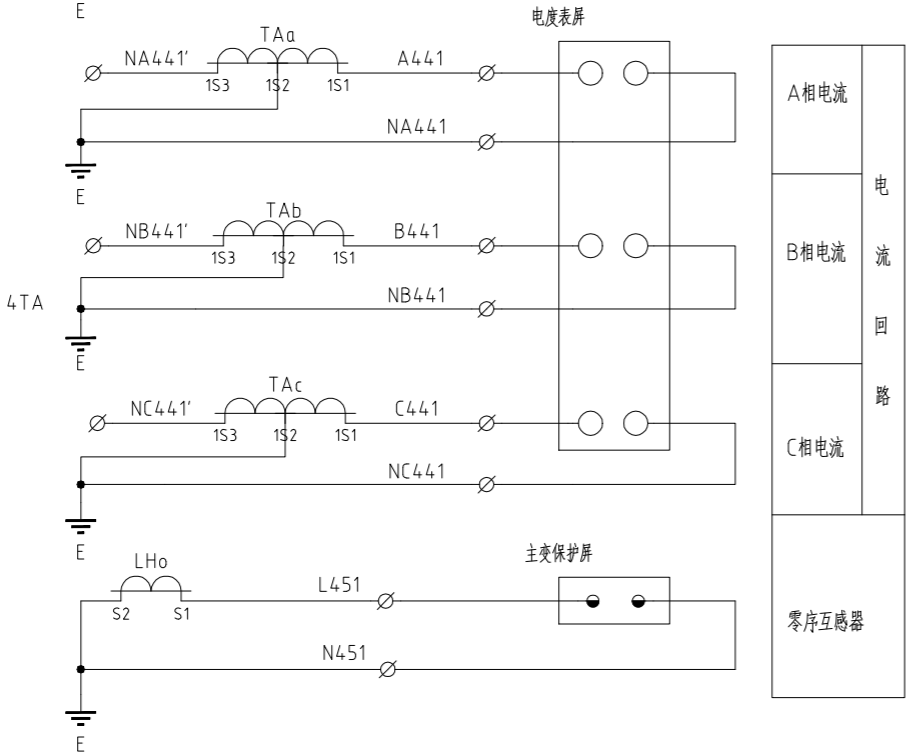 E
电度表屏
TAa
NA441'
A441
1S3
1S2
1S1
NA441
E
A相电流
TAb
NB441'
B441
1S3
1S2
1S1
B相电流
NB441
4TA
E
TAc
NC441'
C441
1S3
1S2
1S1
C相电流
NC441
E
电流回路
LHo
主变保护屏
L451
S2
S1
零序互感器
N451
E